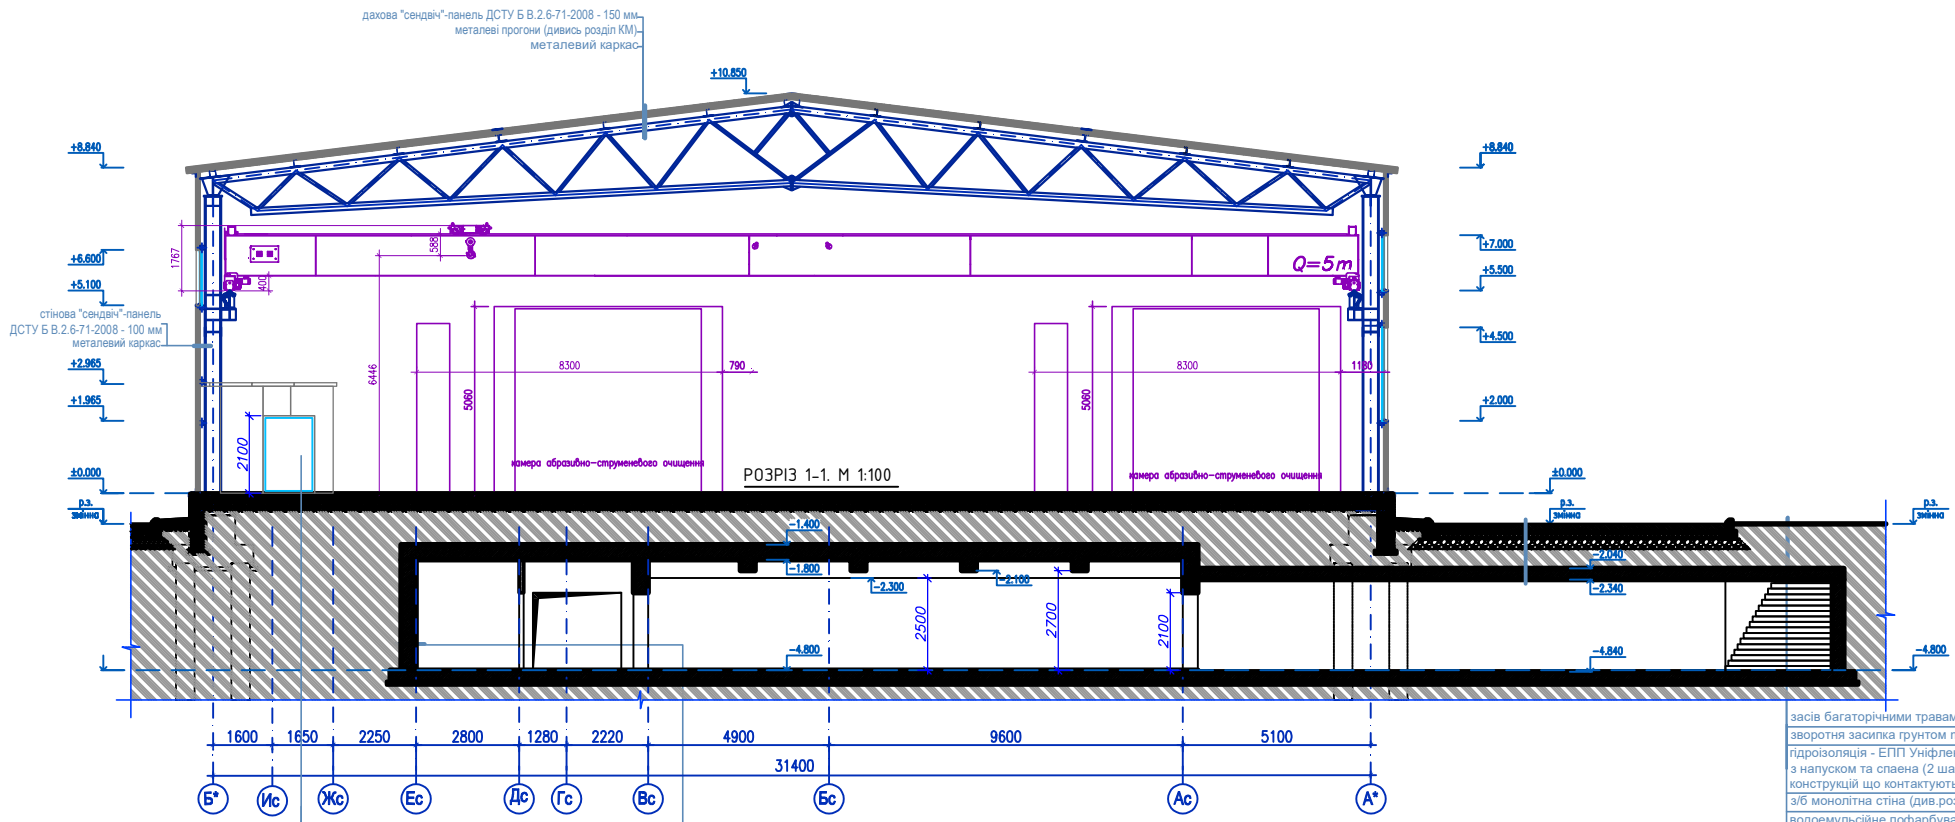 дахова "сендвіч"-панель ДСТУ Б В.2.6-71-2008 - 150 мм
металеві прогони (дивись розділ КМ)
металевий каркас
+10.850
+8.840
+8.840
1767
588
400
Q=5т
+6.600
+5.100
+7.000
+5.500
стінова "сендвіч"-панель
ДСТУ Б В.2.6-71-2008 - 100 мм
металевий каркас
+4.500
+2.965
+1.965
+2.000
6446
8300
790
5060
8300
1180
5060
2100
камера абразивно-струменевого очищення
камера абразивно-струменевого очищення
РОЗРІЗ 1-1. М 1:100
±0.000
±0.000
р.з.
змінна
р.з.
змінна
р.з.
змінна
-1.400
-1.800
-2.300
-2.100
-2.040
-2.340
2500
2700
2100
-4.800
-4.840
-4.800
1600 1650 2250 2800 1280 2220 4900 9600 5100
31400
Б* Ис Жс Ес Дс Гс Вс Бс Ас А*
засів багаторічними травам
зворотня засипка грунтом
гідроізоляція - ЕПП Уніфле
з напуском та спаена (2 ша
конструкцій що контактують
з/б монолітна стіна (див.ро
водоемульсійне пофарбува